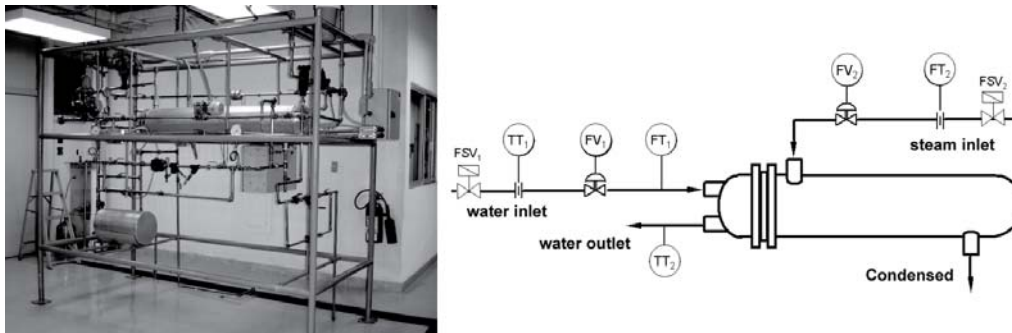 FV2
FT2
FSV2
steam inlet
FSV1
TT1
FV1
FT1
water inlet
water outlet
TT2
Condensed